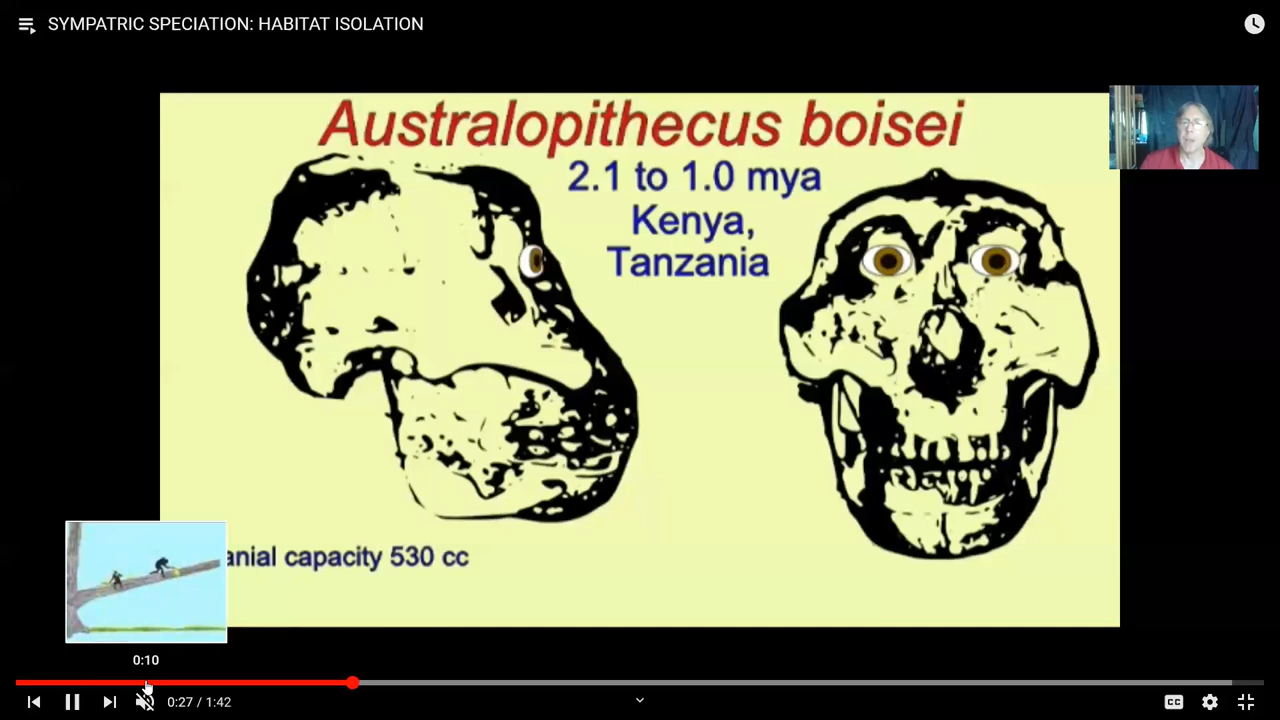 SYMPATRIC SPECIATION: HABITAT ISOLATION
Australopithecus boisei
2.1 to 1.0 mya
Kenya,
Tanzania
anial capacity 530 cc
0:10
0:27 / 1:42
CC